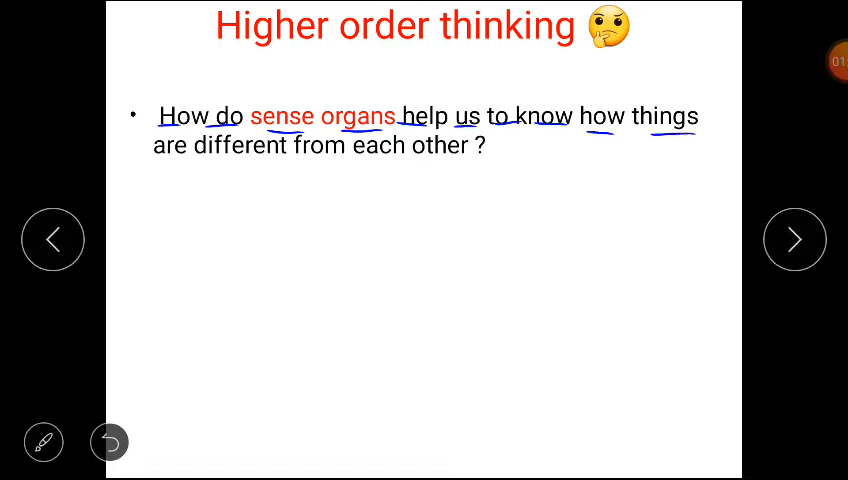 Higher order thinking 🤔
• How do sense organs help us to know how things
are different from each other ?